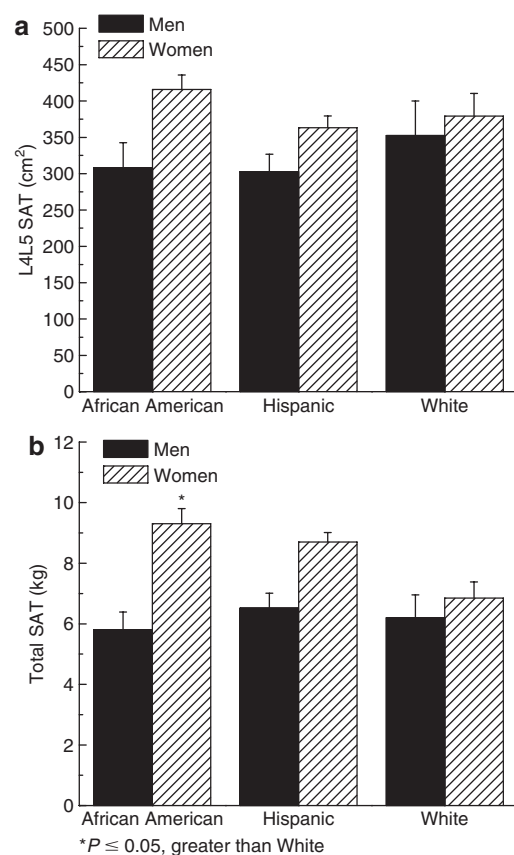 a
Men
Women
500
450
400
350
300
250
200
150
100
50
0
L4L5 SAT (cm²)
African American Hispanic White
b
Men
Women
12
10
8
6
4
2
0
Total SAT (kg)
*
African American Hispanic White
*P ≤ 0.05, greater than White